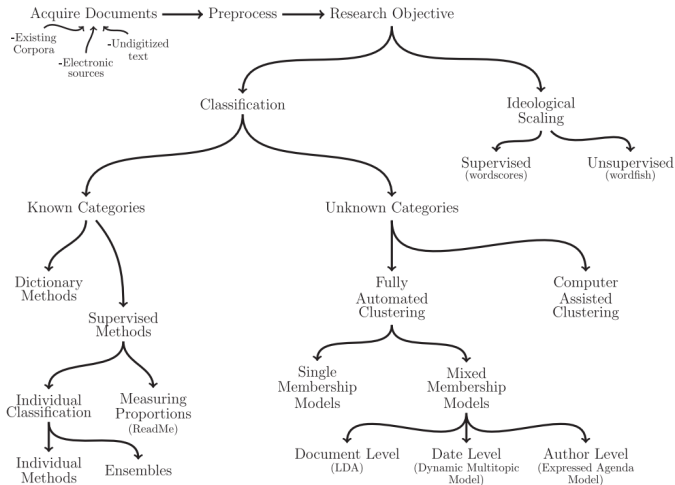 Acquire Documents Preprocess Research Objective
-Existing
Corpora
-Electronic
sources
-Undigitized
text
Classification
Ideological
Scaling
Supervised
(wordscores)
Unsupervised
(wordfish)
Known Categories
Unknown Categories
Dictionary
Methods
Supervised
Methods
Fully
Automated
Clustering
Computer
Assisted
Clustering
Individual
Classification
Measuring
Proportions
(ReadMe)
Single
Membership
Models
Mixed
Membership
Models
Individual
Methods
Ensembles
Document Level
(LDA)
Date Level
(Dynamic Multitopic
Model)
Author Level
(Expressed Agenda
Model)